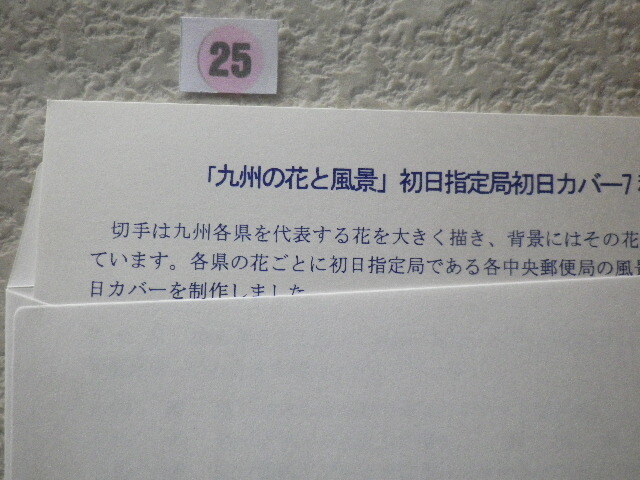 25
「九州の花と風景」初日指定局初日カバー7
切手は九州各県を代表する花を大きく描き、背景にはその花
ています。各県の花ごとに初日指定局である各中央郵便局の風景
日カバーを制作しました